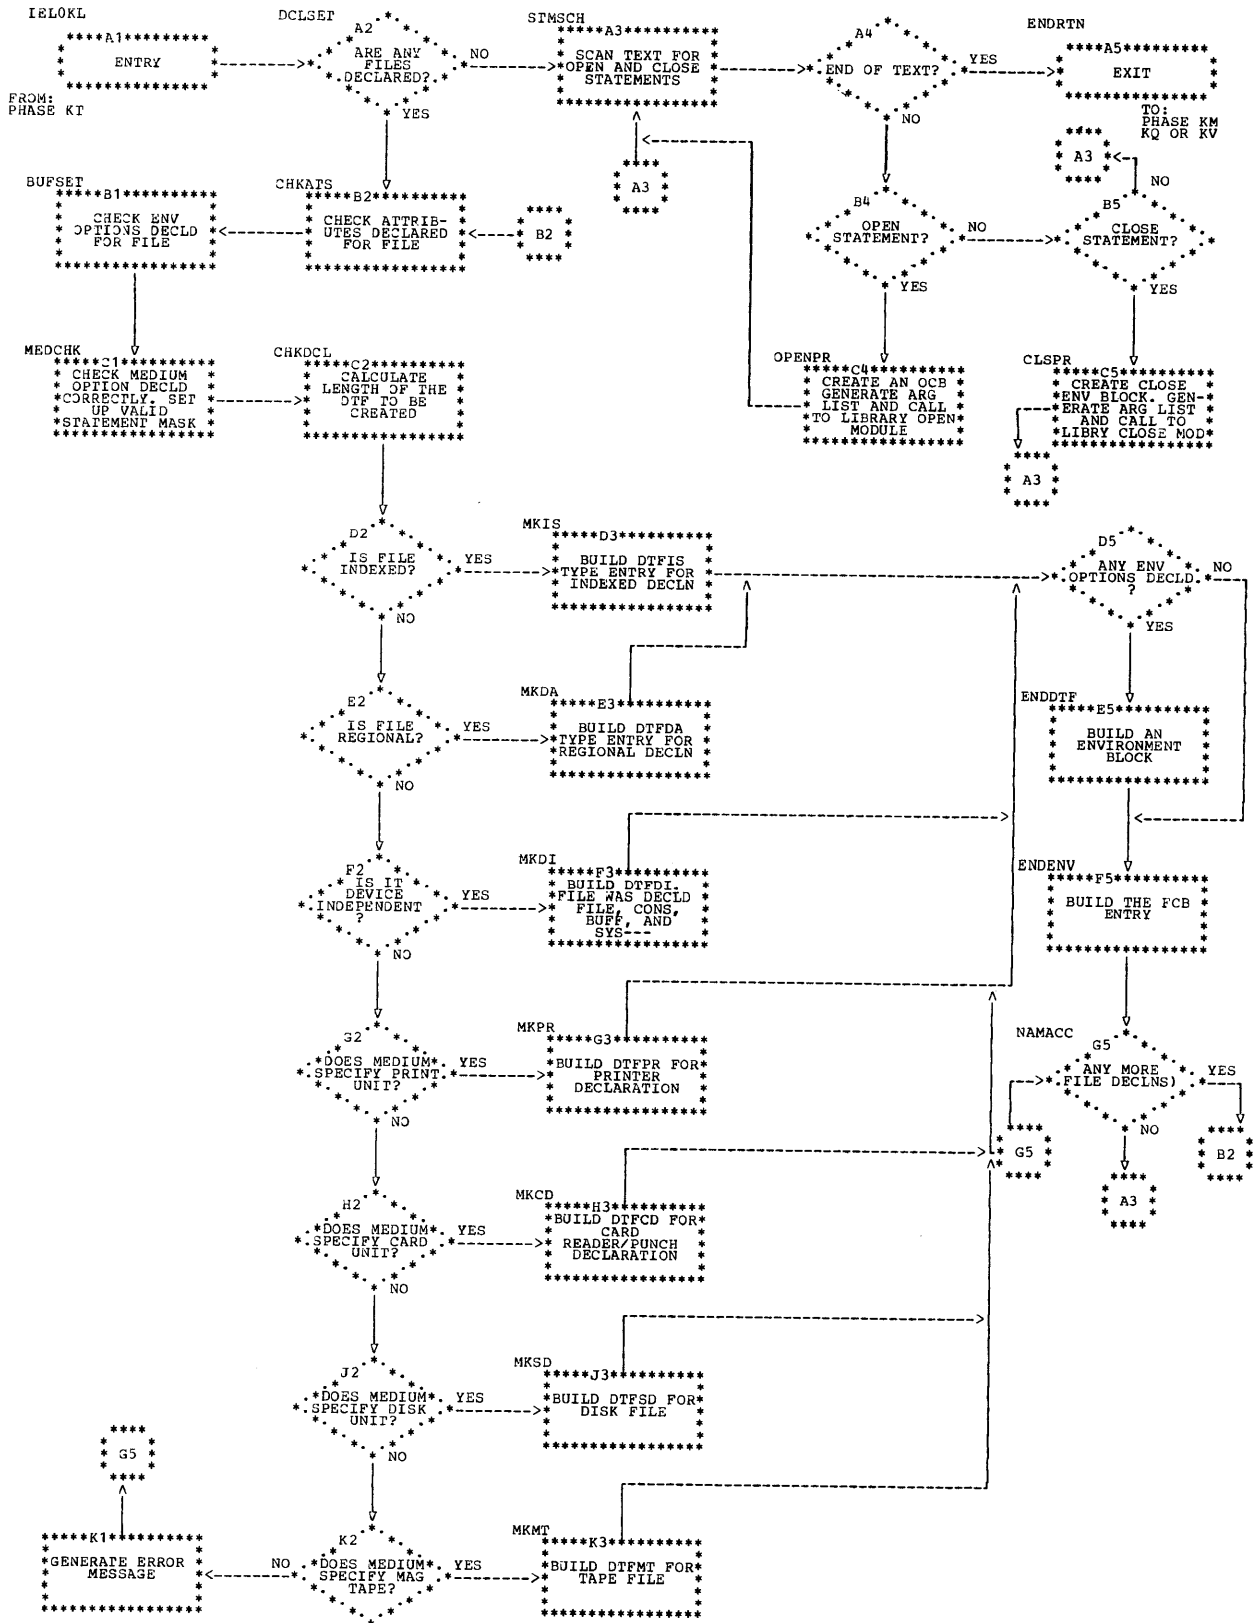 IEL0KL
A1
ENTRY
FROM:
PHASE KT
DCLSET
A2
ARE ANY
FILES
DECLARED?
NO
YES
STMSCH
A3
SCAN TEXT FOR
OPEN AND CLOSE
STATEMENTS
A4
END OF TEXT?
YES
NO
ENDRTN
A5
EXIT
TO:
PHASE KM
KQ OR KV
A3
A3
BUFSET
B1
CHECK ENV
OPTIONS DECLD
FOR FILE
CHKATS
B2
CHECK ATTRIB-
UTES DECLARED
FOR FILE
B2
B4
OPEN
STATEMENT?
NO
YES
NO
B5
CLOSE
STATEMENT?
YES
MEDCHK
C1
CHECK MEDIUM
OPTION DECLD
CORRECTLY. SET
UP VALID
STATEMENT MASK
CHKDCL
C2
CALCULATE
LENGTH OF THE
DTF TO BE
CREATED
OPENPR
C4
CREATE AN OCB
GENERATE ARG
LIST AND CALL
TO LIBRARY OPEN
MODULE
CLSPR
C5
CREATE CLOSE
ENV BLOCK. GEN-
ERATE ARG LIST
AND CALL TO
LIBRY CLOSE MOD
A3
D2
IS FILE
INDEXED?
YES
NO
MKIS
D3
BUILD DTFIS
TYPE ENTRY FOR
INDEXED DECLN
D5
ANY ENV
OPTIONS DECLD
?
NO
YES
E2
IS FILE
REGIONAL?
YES
NO
MKDA
E3
BUILD DTFDA
TYPE ENTRY FOR
REGIONAL DECLN
ENDDTF
E5
BUILD AN
ENVIRONMENT
BLOCK
F2
IS IT
DEVICE
INDEPENDENT
?
YES
NO
MKDI
F3
BUILD DTFDI.
FILE WAS DECLD
FILE, CONS,
BUFF, AND
SYS---
ENDENV
F5
BUILD THE FCB
ENTRY
G2
DOES MEDIUM
SPECIFY PRINT
UNIT?
YES
NO
MKPR
G3
BUILD DTFPR FOR
PRINTER
DECLARATION
NAMACC
G5
ANY MORE
FILE DECLNS)
YES
NO
G5
B2
A3
H2
DOES MEDIUM
SPECIFY CARD
UNIT?
YES
NO
MKCD
H3
BUILD DTFCD FOR
CARD
READER/PUNCH
DECLARATION
J2
DOES MEDIUM
SPECIFY DISK
UNIT?
YES
NO
MKSD
J3
BUILD DTFSD FOR
DISK FILE
G5
K1
GENERATE ERROR
MESSAGE
NO
K2
DOES MEDIUM
SPECIFY MAG
TAPE?
YES
MKMT
K3
BUILD DTFMT FOR
TAPE FILE